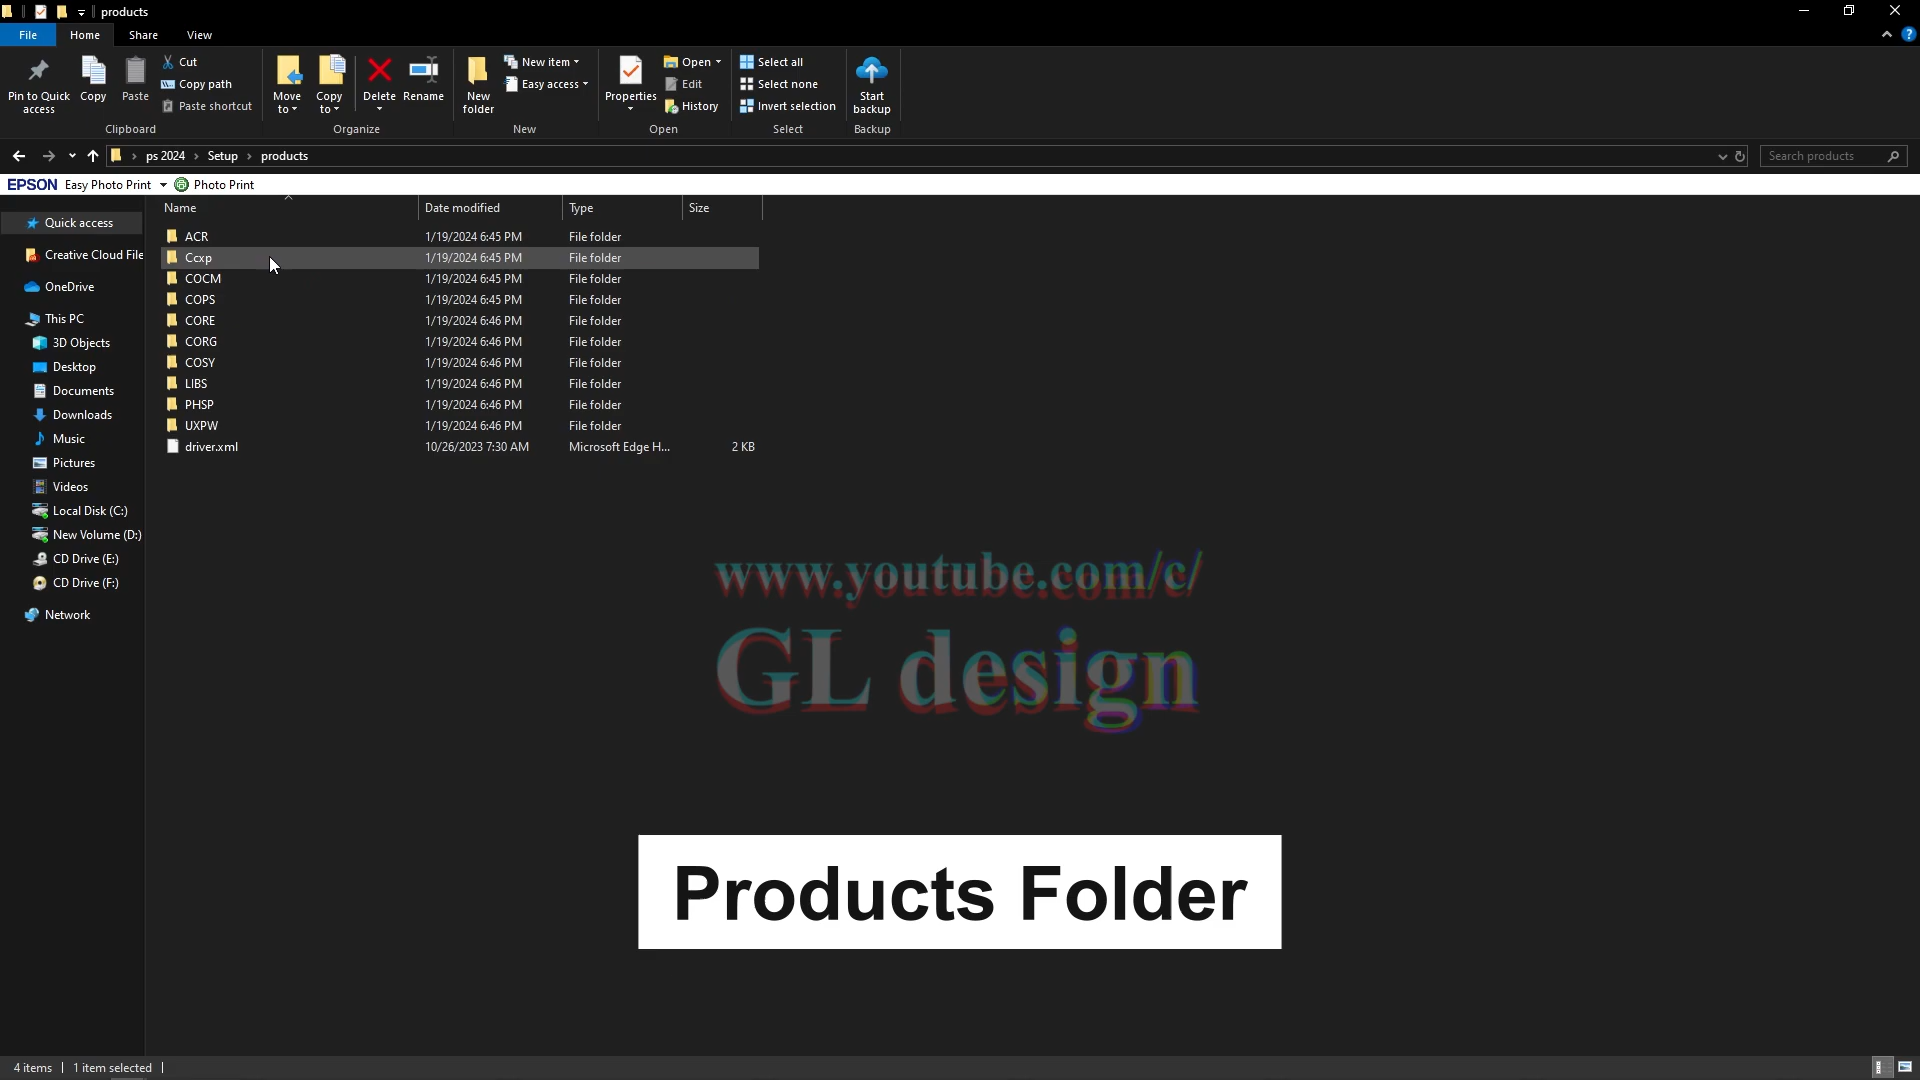 products
File
Home
Share
View
Pin to Quick access
Copy
Paste
Cut
Copy path
Paste shortcut
Clipboard
Move to
Copy to
Delete
Rename
Organize
New folder
New item
Easy access
New
Properties
Open
Edit
History
Open
Select all
Select none
Invert selection
Select
Start backup
Backup
ps 2024 > Setup > products
Search products
EPSON Easy Photo Print Photo Print
Quick access
Creative Cloud File
OneDrive
This PC
3D Objects
Desktop
Documents
Downloads
Music
Pictures
Videos
Local Disk (C:)
New Volume (D:)
CD Drive (E:)
CD Drive (F:)
Network
Name Date modified Type Size
ACR 1/19/2024 6:45 PM File folder
Ccxp 1/19/2024 6:45 PM File folder
COCM 1/19/2024 6:45 PM File folder
COPS 1/19/2024 6:45 PM File folder
CORE 1/19/2024 6:46 PM File folder
CORG 1/19/2024 6:46 PM File folder
COSY 1/19/2024 6:46 PM File folder
LIBS 1/19/2024 6:46 PM File folder
PHSP 1/19/2024 6:46 PM File folder
UXPW 1/19/2024 6:46 PM File folder
driver.xml 10/26/2023 7:30 AM Microsoft Edge H... 2 KB
www.youtube.com/c/
GL design
Products Folder
4 items 1 item selected